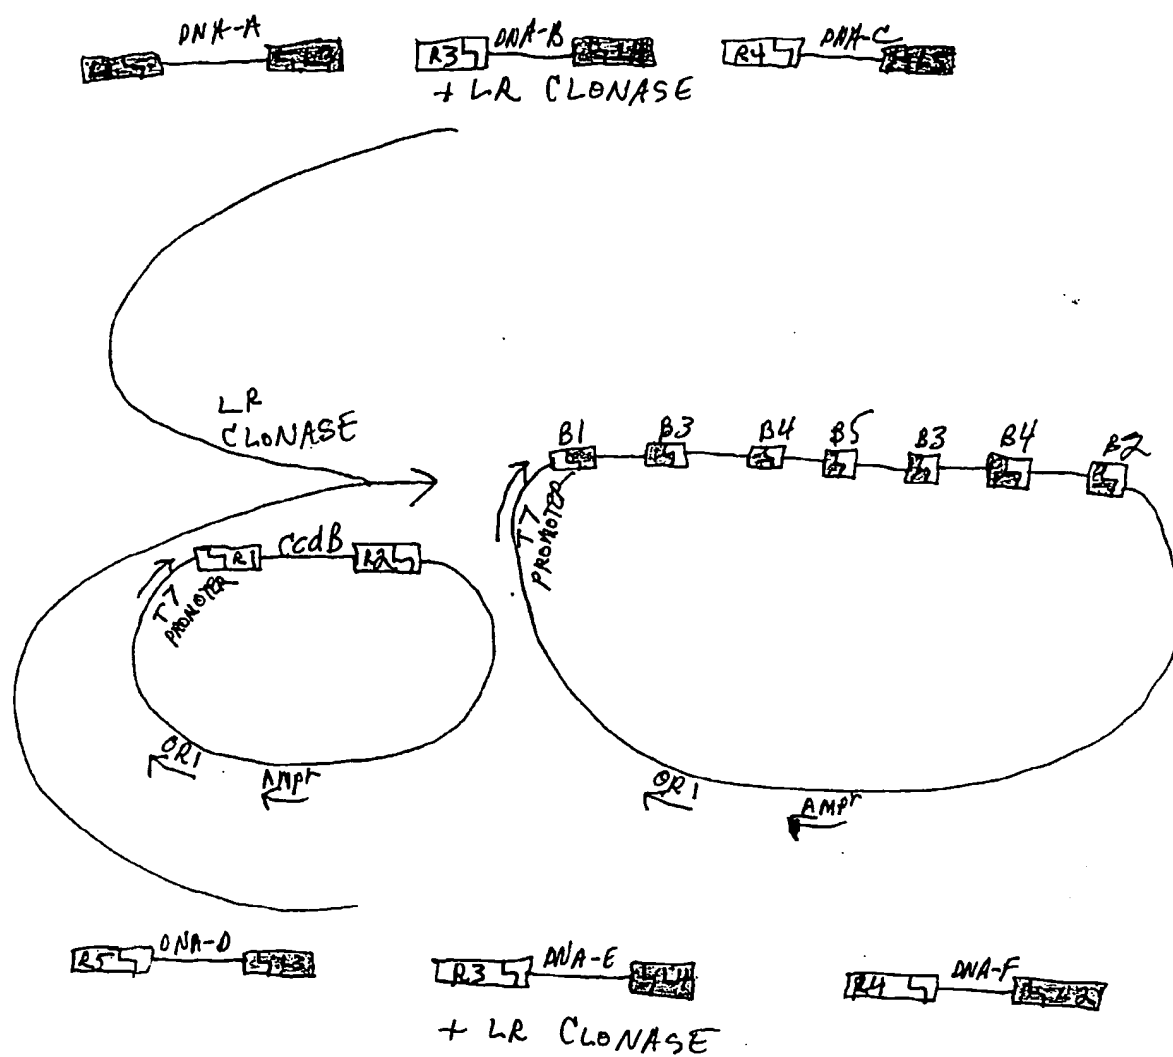 DNA-A
R3 DNA-B
R4 DNA-C
+ LR CLONASE
LR
CLONASE
B1 B3 B4 B5 B3 B4 B2
T7
PROMOTER
R1 ccdB R2
T7
PROMOTER
ORI
AMPr
ORI
AMPr
R5 DNA-D
R3 DNA-E
R4 DNA-F
+ LR CLONASE